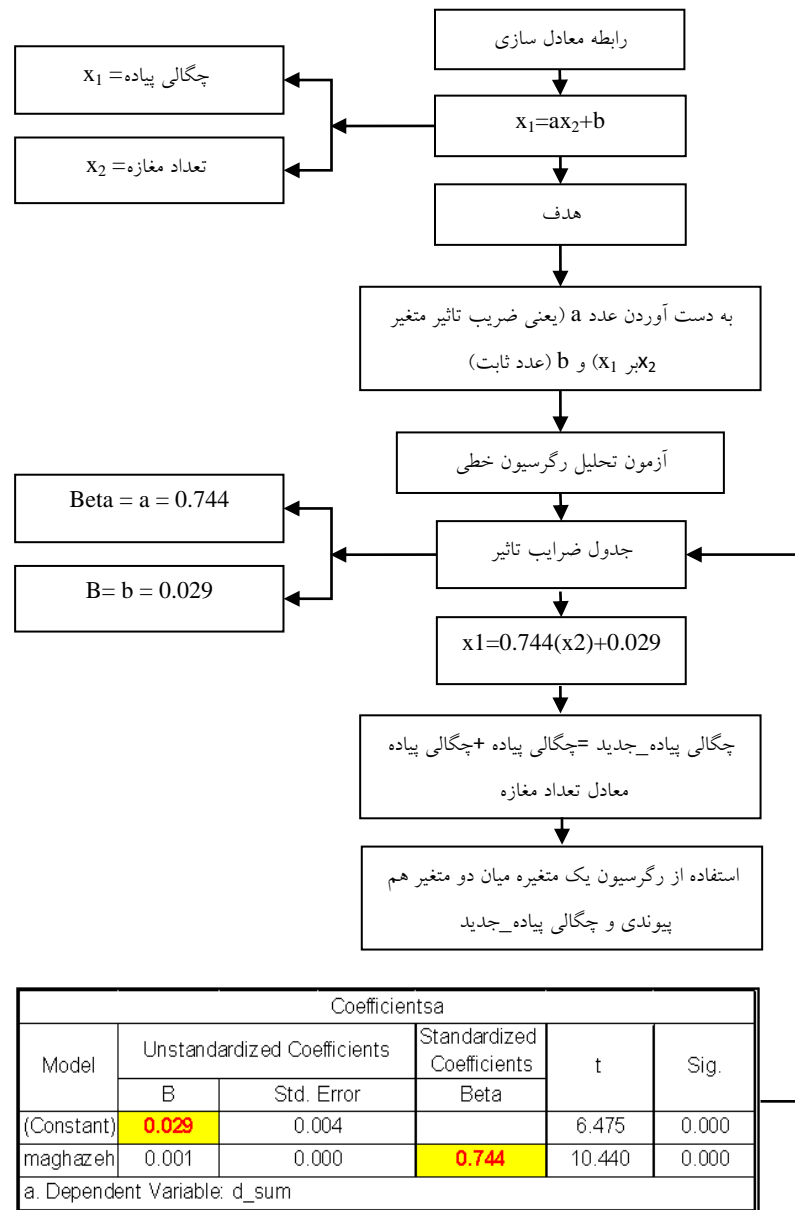 رابطه معادل سازی
x1=ax2+b
چگالی پیاده= x1
تعداد مغازه= x2
هدف
به دست آوردن عدد a (یعنی ضریب تاثیر متغیر
x2بر x1) و b (عدد ثابت)
آزمون تحلیل رگرسیون خطی
جدول ضرایب تاثیر
Beta = a = 0.744
B= b = 0.029
x1=0.744(x2)+0.029
چگالی پیاده_جدید =چگالی پیاده +چگالی پیاده
معادل تعداد مغازه
استفاده از رگرسیون یک متغیره میان دو متغیر هم
پیوندی و چگالی پیاده_جدید
Coefficientsa
Model Unstandardized Coefficients Standardized Coefficients t Sig.
B Std. Error Beta
(Constant) 0.029 0.004 6.475 0.000
maghazeh 0.001 0.000 0.744 10.440 0.000
a. Dependent Variable: d_sum